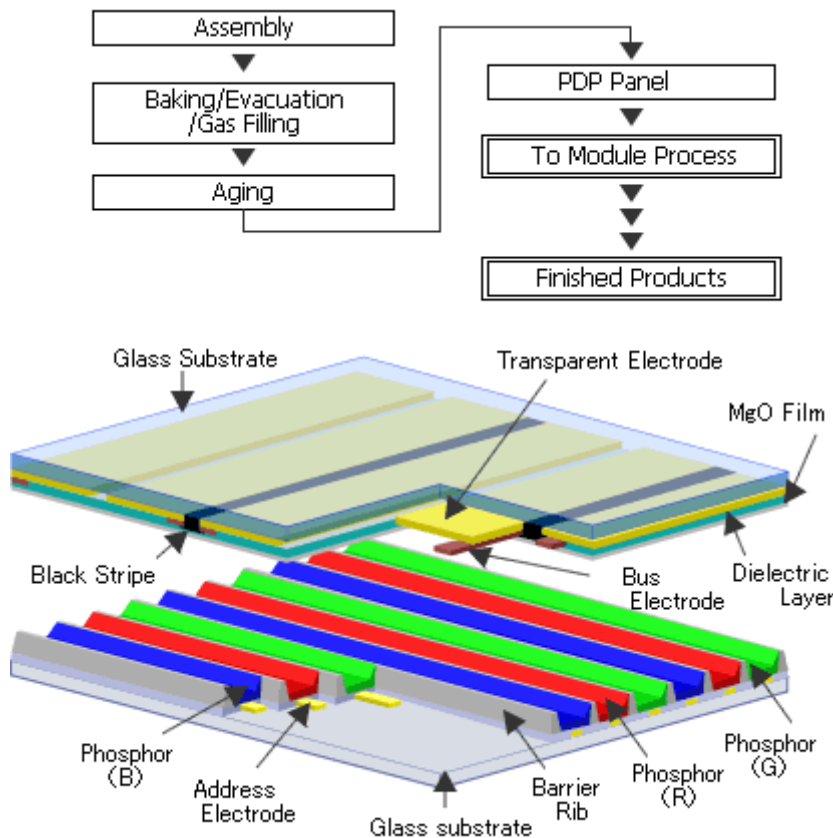 Assembly
Baking/Evacuation
/Gas Filling
Aging
PDP Panel
To Module Process
Finished Products
Glass Substrate
Transparent Electrode
MgO Film
Black Stripe
Bus
Electrode
Dielectric
Layer
Phosphor
(B)
Address
Electrode
Glass substrate
Barrier
Rib
Phosphor
(R)
Phosphor
(G)